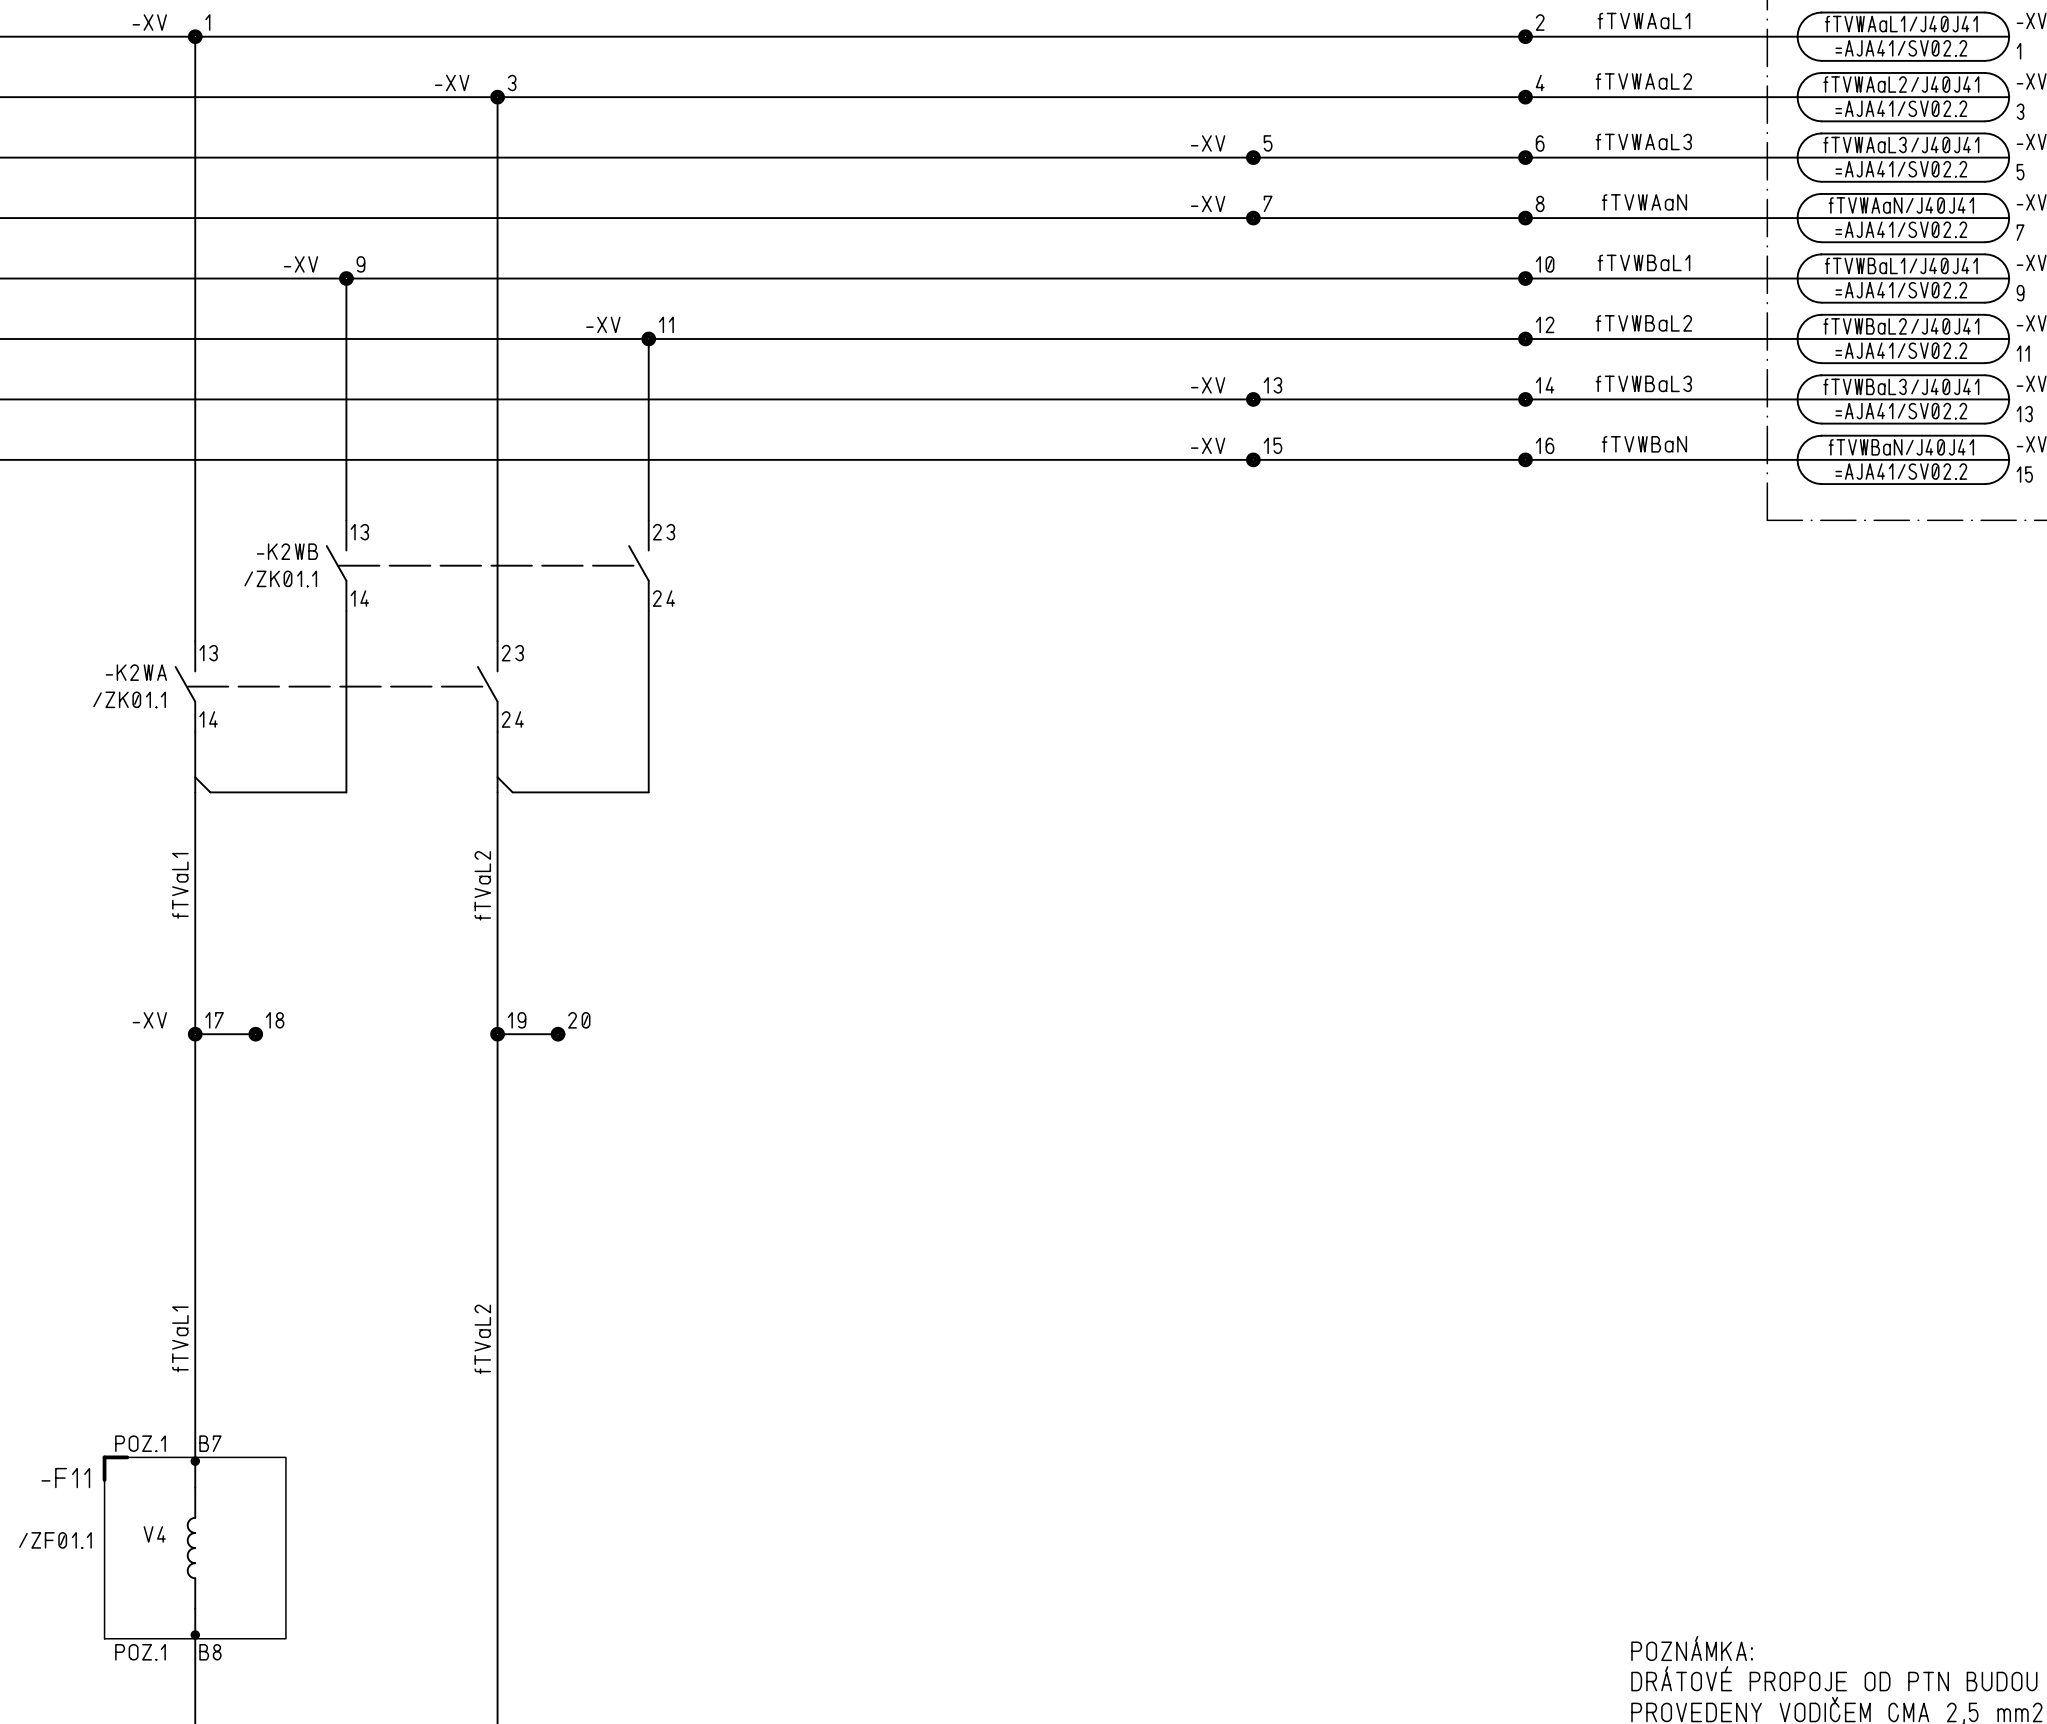 -XV 1 2 fTVWAaL1 fTVWAaL1/J40J41 -XV
=AJA41/SV02.2 1
-XV 3 4 fTVWAaL2 fTVWAaL2/J40J41 -XV
=AJA41/SV02.2 3
-XV 5 6 fTVWAaL3 fTVWAaL3/J40J41 -XV
=AJA41/SV02.2 5
-XV 7 8 fTVWAaN fTVWAaN/J40J41 -XV
=AJA41/SV02.2 7
-XV 9 10 fTVWBaL1 fTVWBaL1/J40J41 -XV
=AJA41/SV02.2 9
-XV 11 12 fTVWBaL2 fTVWBaL2/J40J41 -XV
=AJA41/SV02.2 11
-XV 13 14 fTVWBaL3 fTVWBaL3/J40J41 -XV
=AJA41/SV02.2 13
-XV 15 16 fTVWBaN fTVWBaN/J40J41 -XV
=AJA41/SV02.2 15
13 23
-K2WB
/ZK01.1
14 24
13 23
-K2WA
/ZK01.1
14 24
fTVaL1 fTVaL2
-XV 17 18 19 20
fTVaL1 fTVaL2
POZ.1 B7
-F11
/ZF01.1 V4
POZ.1 B8
POZNÁMKA:
DRÁTOVÉ PROPOJE OD PTN BUDOU
PROVEDENY VODIČEM CMA 2,5 mm2